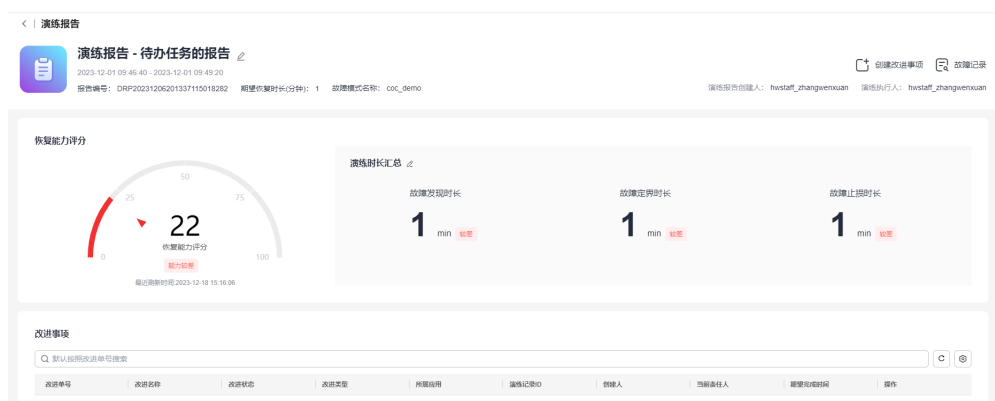 演练报告
演练报告 - 待办任务的报告
2023-12-01 09:46:40 - 2023-12-01 09:49:20
报告编号： DRP20231206201337115018282 期望恢复时长(分钟)： 1 故障模式名称： coc_demo
创建改进事项 故障记录
演练报告创建人： hwstaff_zhangwenxuan 演练执行人： hwstaff_zhangwenxuan
恢复能力评分
0 25 50 75 100
22
恢复能力评分
能力较差
最近刷新时间:2023-12-18 15:16:06
演练时长汇总
故障发现时长 故障定界时长 故障止损时长
1 min 较差 1 min 较差 1 min 较差
改进事项
默认按照改进单号搜索
改进单号 改进名称 改进状态 改进类型 所属应用 演练记录ID 创建人 当前责任人 期望完成时间 操作